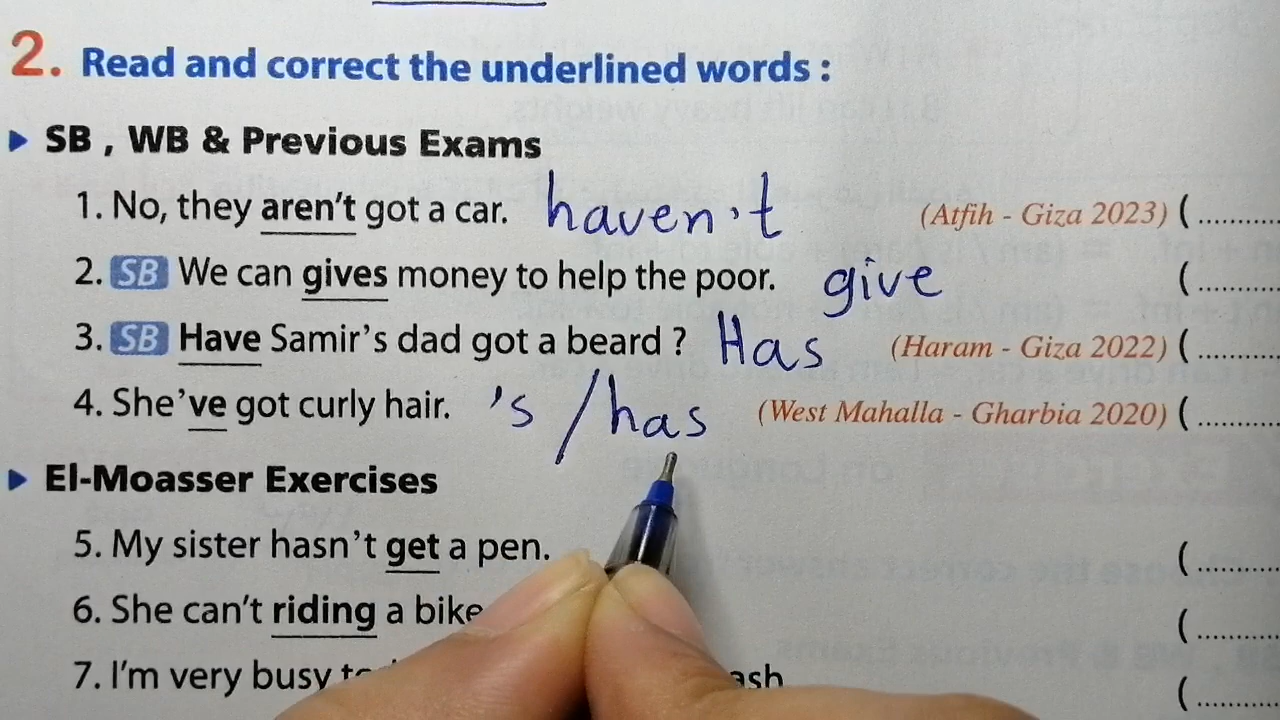 2. Read and correct the underlined words :
SB , WB & Previous Exams
1. No, they aren't got a car. haven't (Atfih - Giza 2023) (..........
2. SB We can gives money to help the poor. give (..........
3. SB Have Samir's dad got a beard ? Has (Haram - Giza 2022) (..........
4. She've got curly hair. 's / has (West Mahalla - Gharbia 2020) (..........
El-Moasser Exercises
5. My sister hasn't get a pen. (..........
6. She can't riding a bike (..........
7. I'm very busy (..........